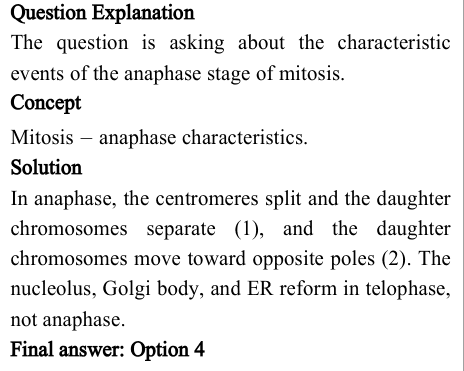 Question Explanation
The question is asking about the characteristic
events of the anaphase stage of mitosis.
Concept
Mitosis – anaphase characteristics.
Solution
In anaphase, the centromeres split and the daughter
chromosomes separate (1), and the daughter
chromosomes move toward opposite poles (2). The
nucleolus, Golgi body, and ER reform in telophase,
not anaphase.
Final answer: Option 4